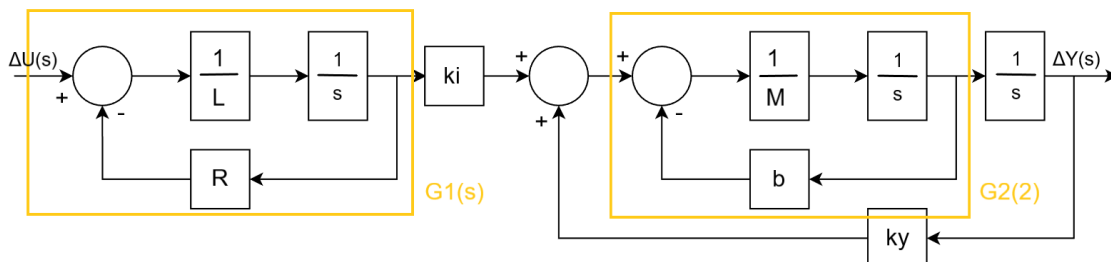 ΔU(s)
+
-
1
L
1
s
R
G1(s)
ki
+
+
+
-
1
M
1
s
b
G2(2)
1
s
ΔY(s)
ky